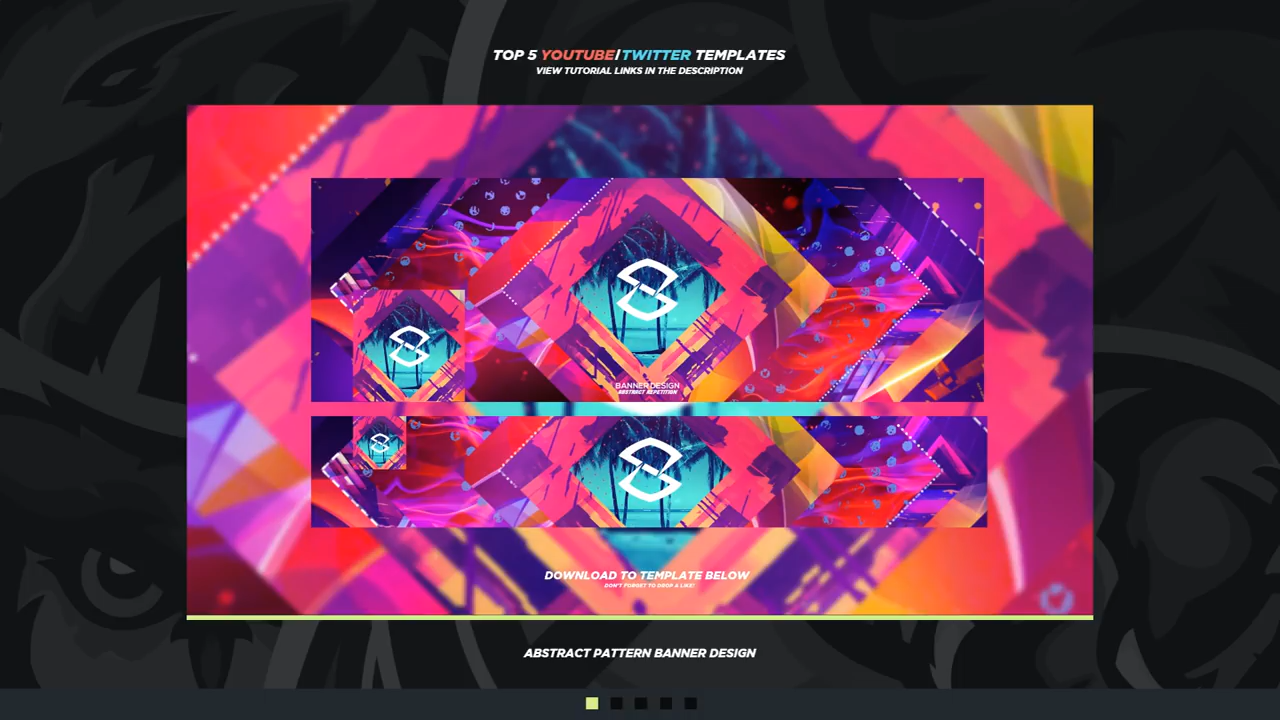 TOP 5 YOUTUBE/TWITTER TEMPLATES
VIEW TUTORIAL LINKS IN THE DESCRIPTION
BANNER DESIGN
ABSTRACT REPETITION
DOWNLOAD TO TEMPLATE BELOW
DON'T FORGET TO DROP A LIKE!
ABSTRACT PATTERN BANNER DESIGN